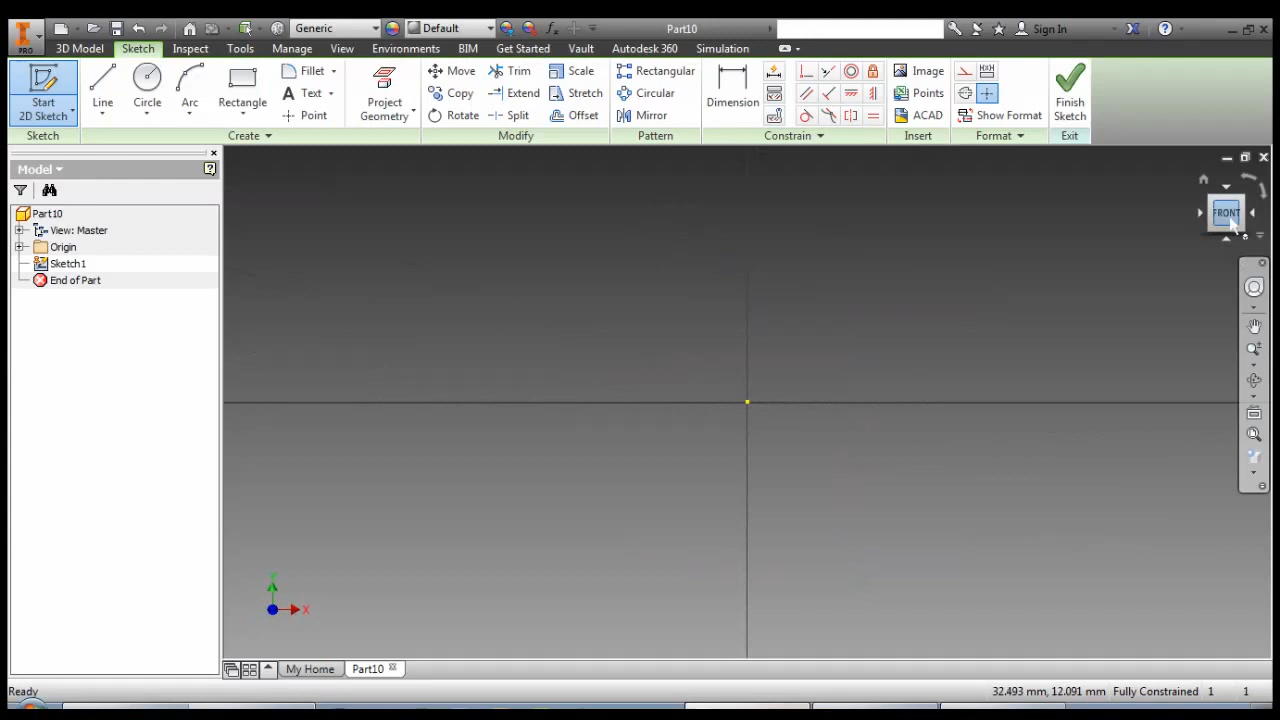 Generic Default Part10 Sign In
PRO 3D Model Sketch Inspect Tools Manage View Environments BIM Get Started Vault Autodesk 360 Simulation
Start 2D Sketch Line Circle Arc Rectangle Fillet Text Point Project Geometry Move Copy Rotate Trim Extend Split Scale Stretch Offset Rectangular Circular Mirror Dimension Image Points ACAD Show Format Finish Sketch
Sketch Create Modify Pattern Constrain Insert Format Exit
Model
Part10
View: Master
Origin
Sketch1
End of Part
FRONT
Y
X
My Home Part10
Ready 32.493 mm, 12.091 mm Fully Constrained 1 1